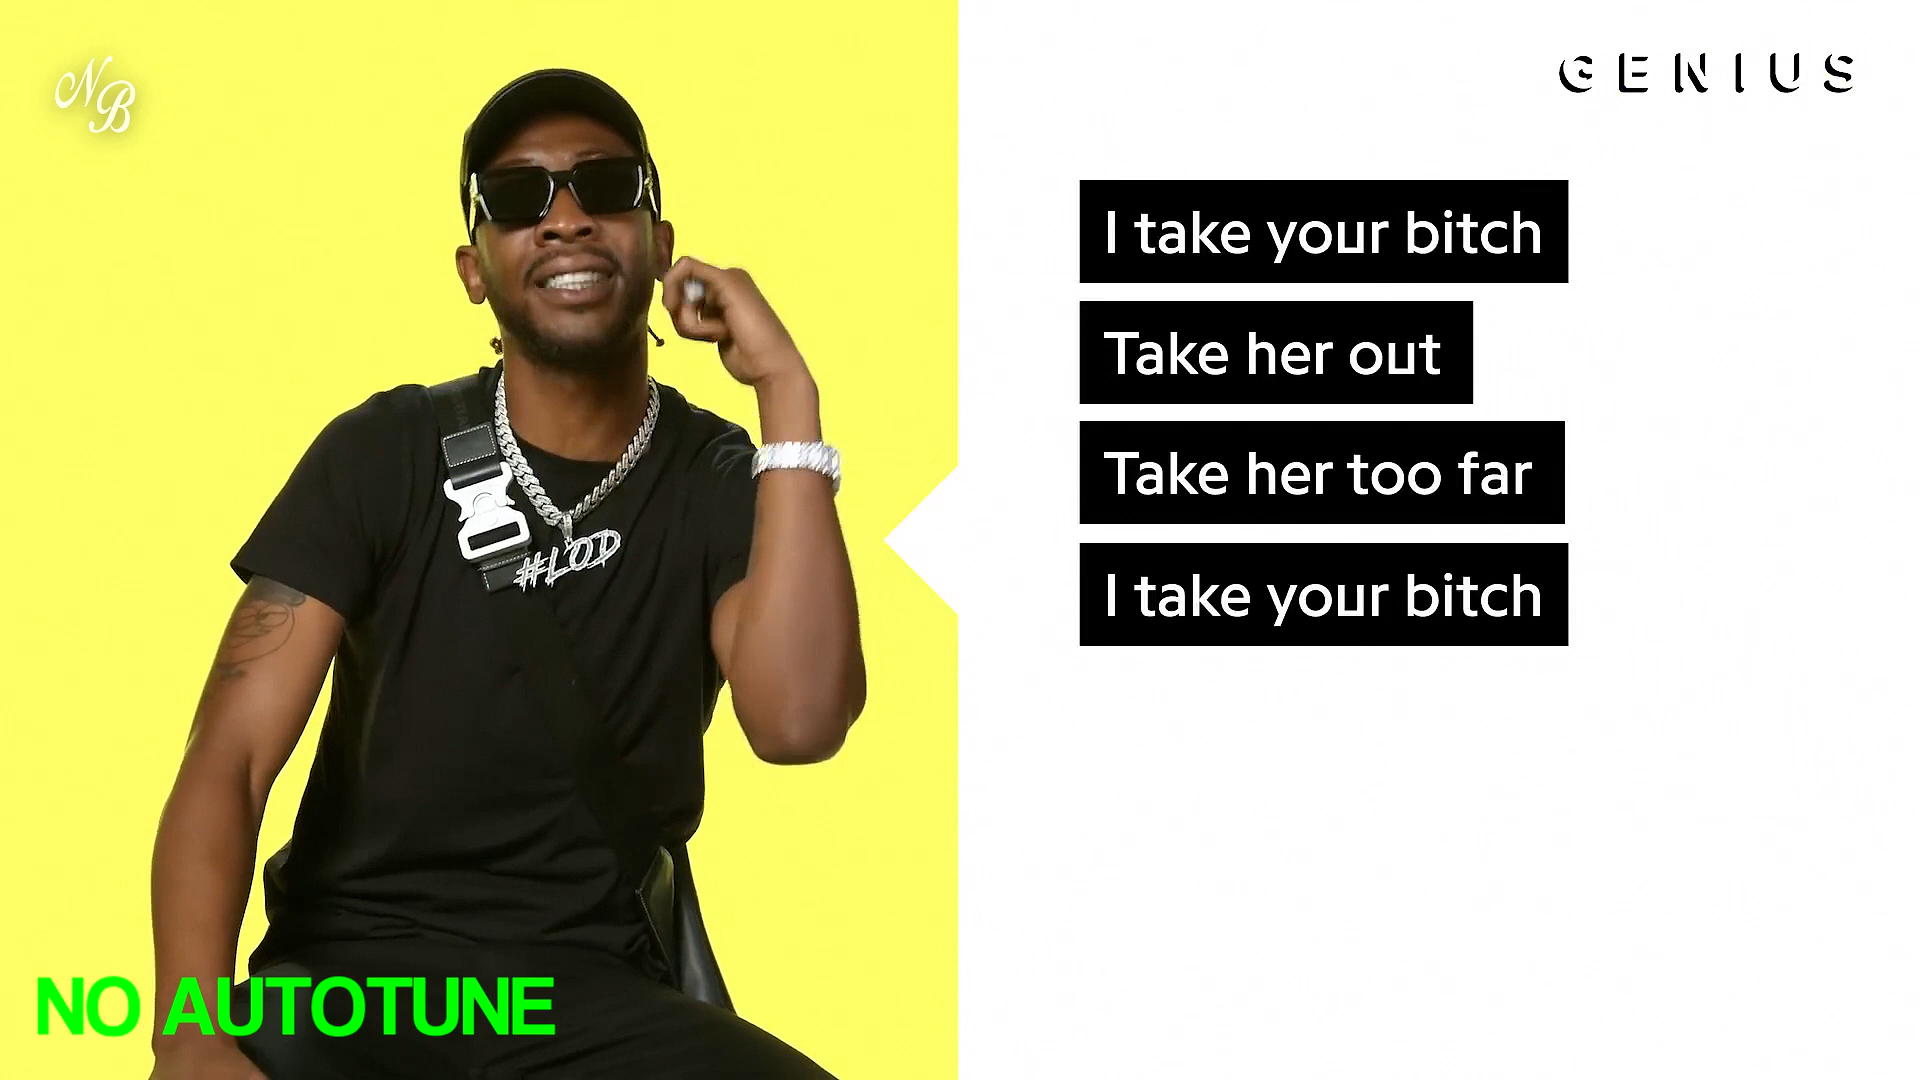 NB
GENIUS
I take your bitch
Take her out
Take her too far
I take your bitch
#LOD
NO AUTOTUNE